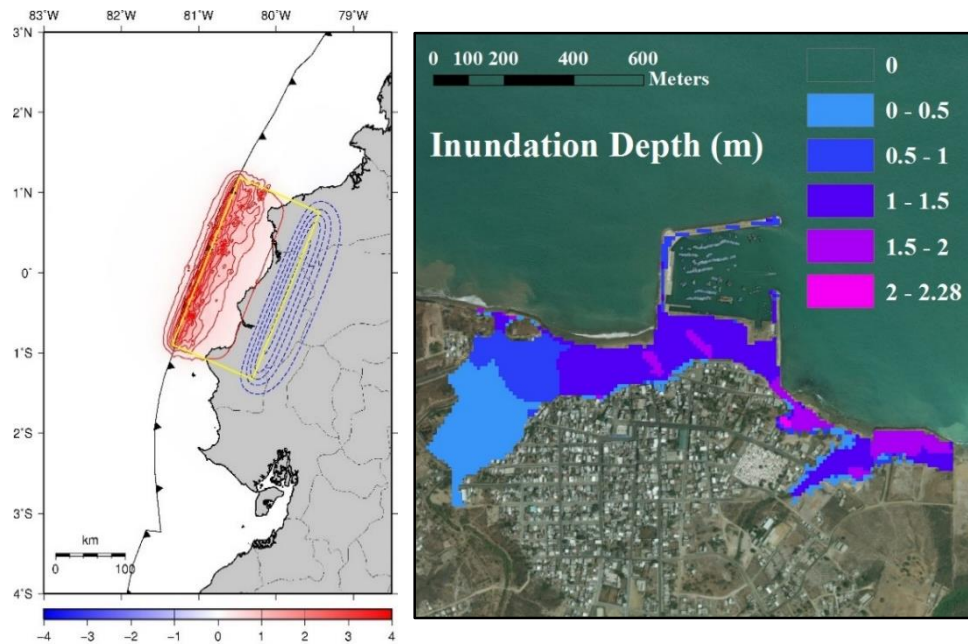 83°W 82°W 80°W 79°W
3°N
2°N
1°N
0°
1°S
2°S
3°S
4°S
km
0 100
-4 -3 -2 -1 0 1 2 3 4
0 100 200 400 600
Meters
Inundation Depth (m)
0
0 - 0.5
0.5 - 1
1 - 1.5
1.5 - 2
2 - 2.28